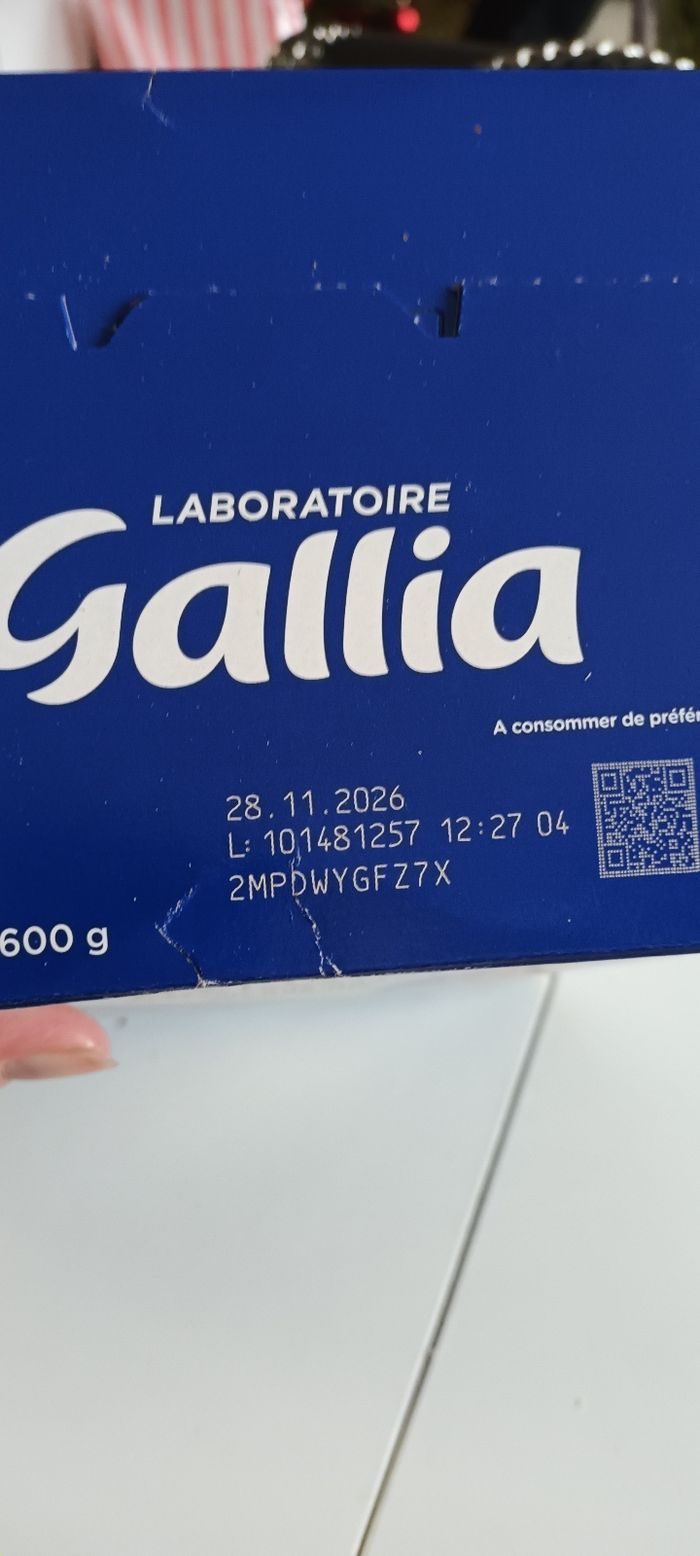 LABORATOIRE
Gallia
A consommer de préfér
28.11.2026
L: 101481257 12:27 04
2MPDWYGFZ7X
600 g